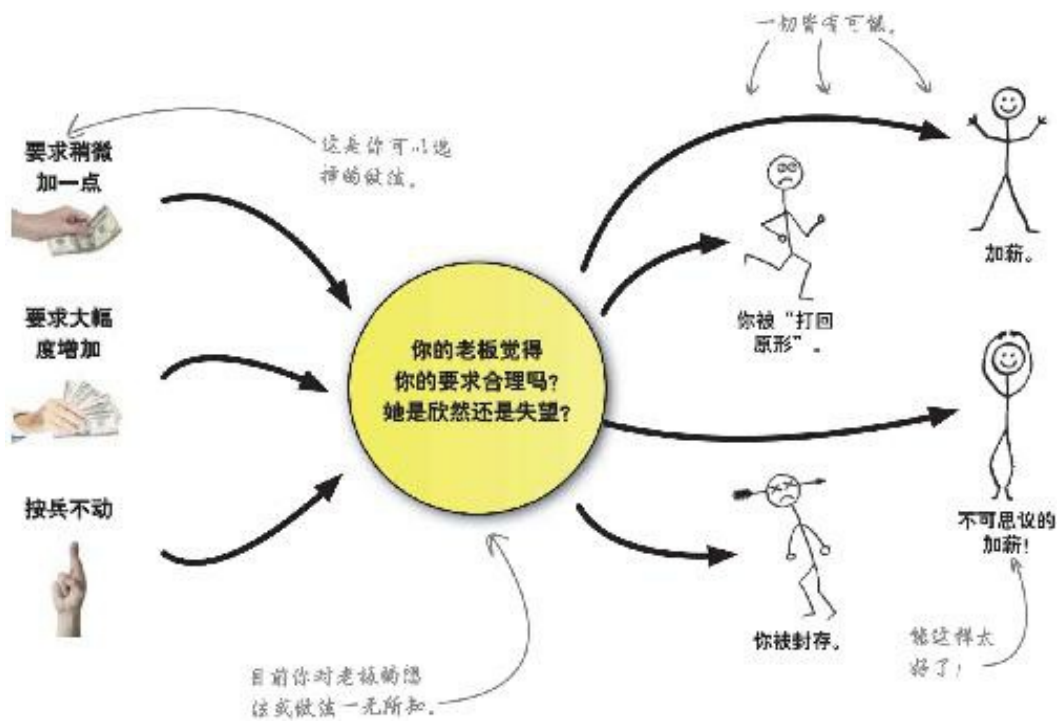 一切皆有可能。
这是你可以选
择的做法。
要求稍微
加一点
加薪。
你被“打回
原形”。
要求大幅
度增加
你的老板觉得
你的要求合理吗?
她是欣然还是失望?
按兵不动
不可思议的
加薪!
你被封存。
能这样太
好了!
目前你对老板的想
法或做法一无所知。